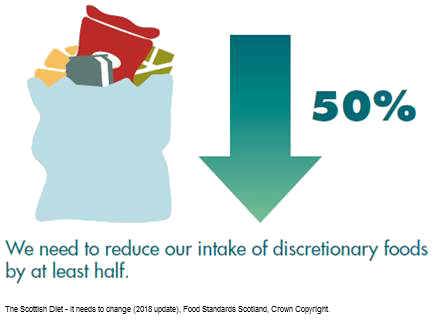 50%
We need to reduce our intake of discretionary foods
by at least half.
The Scottish Diet - It needs to change (2018 update), Food Standards Scotland, Crown Copyright.